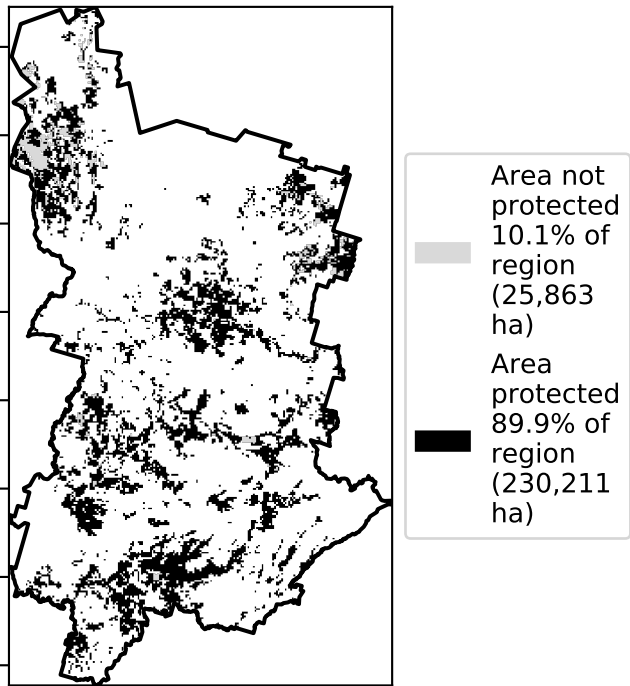 Area not
protected
10.1% of
region
(25,863
ha)
Area
protected
89.9% of
region
(230,211
ha)